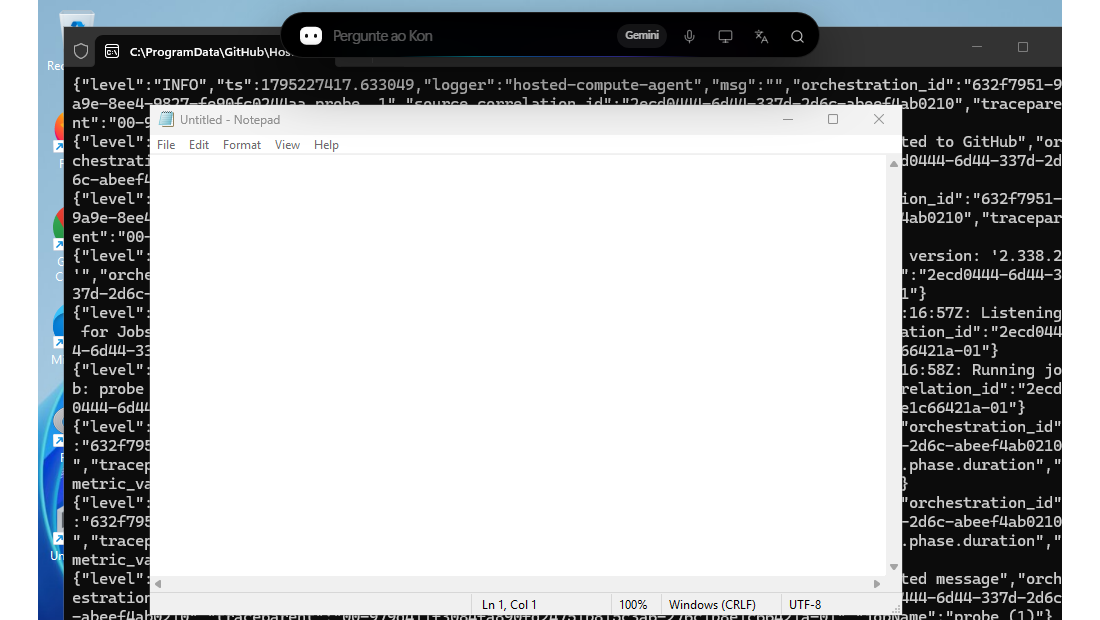 Pergunte ao Kon
Gemini
C:\ProgramData\GitHub\Hos
{"level":"INFO","ts":1795227417.633049,"logger":"hosted-compute-agent","msg":"","orchestration_id":"632f7951-9
a9e-8ee4-9827-fe90fc0244aa.probe._1","source_correlation_id":"2ecd0444-6d44-337d-2d6c-abeef4ab0210","tracepare
nt":"00-9
Untitled - Notepad
File Edit Format View Help
{"level": ted to GitHub","or
chestrati d0444-6d44-337d-2d
6c-abeef4
{"level": ion_id":"632f7951-
9a9e-8ee4 4ab0210","tracepar
ent":"00-
{"level": version: '2.338.2
'","orche ":"2ecd0444-6d44-3
37d-2d6c- 1"}
{"level": :16:57Z: Listening
for Jobs ation_id":"2ecd044
4-6d44-33 66421a-01"}
{"level": 16:58Z: Running jo
b: probe relation_id":"2ecd
0444-6d44 e1c66421a-01"}
{"level": "orchestration_id"
:"632f795 -2d6c-abeef4ab0210
","tracep .phase.duration","
metric_va }
{"level": "orchestration_id"
:"632f795 -2d6c-abeef4ab0210
","tracep .phase.duration","
metric_va }
{"level": ted message","orch
estration 444-6d44-337d-2d6c
Ln 1, Col 1 100% Windows (CRLF) UTF-8